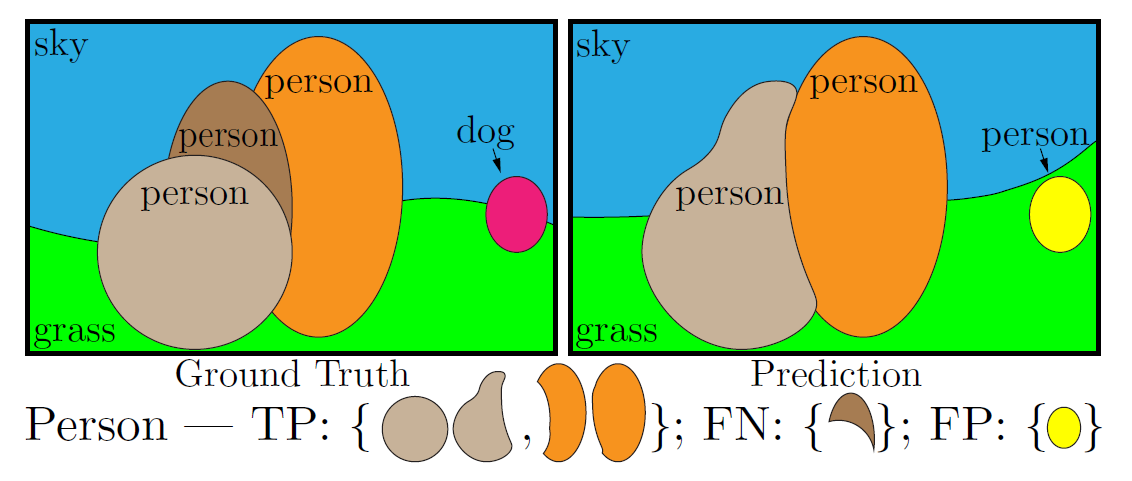 sky
person
person
person
dog
grass
sky
person
person
person
grass
Ground Truth
Prediction
Person — TP: { , }; FN: { }; FP: { }